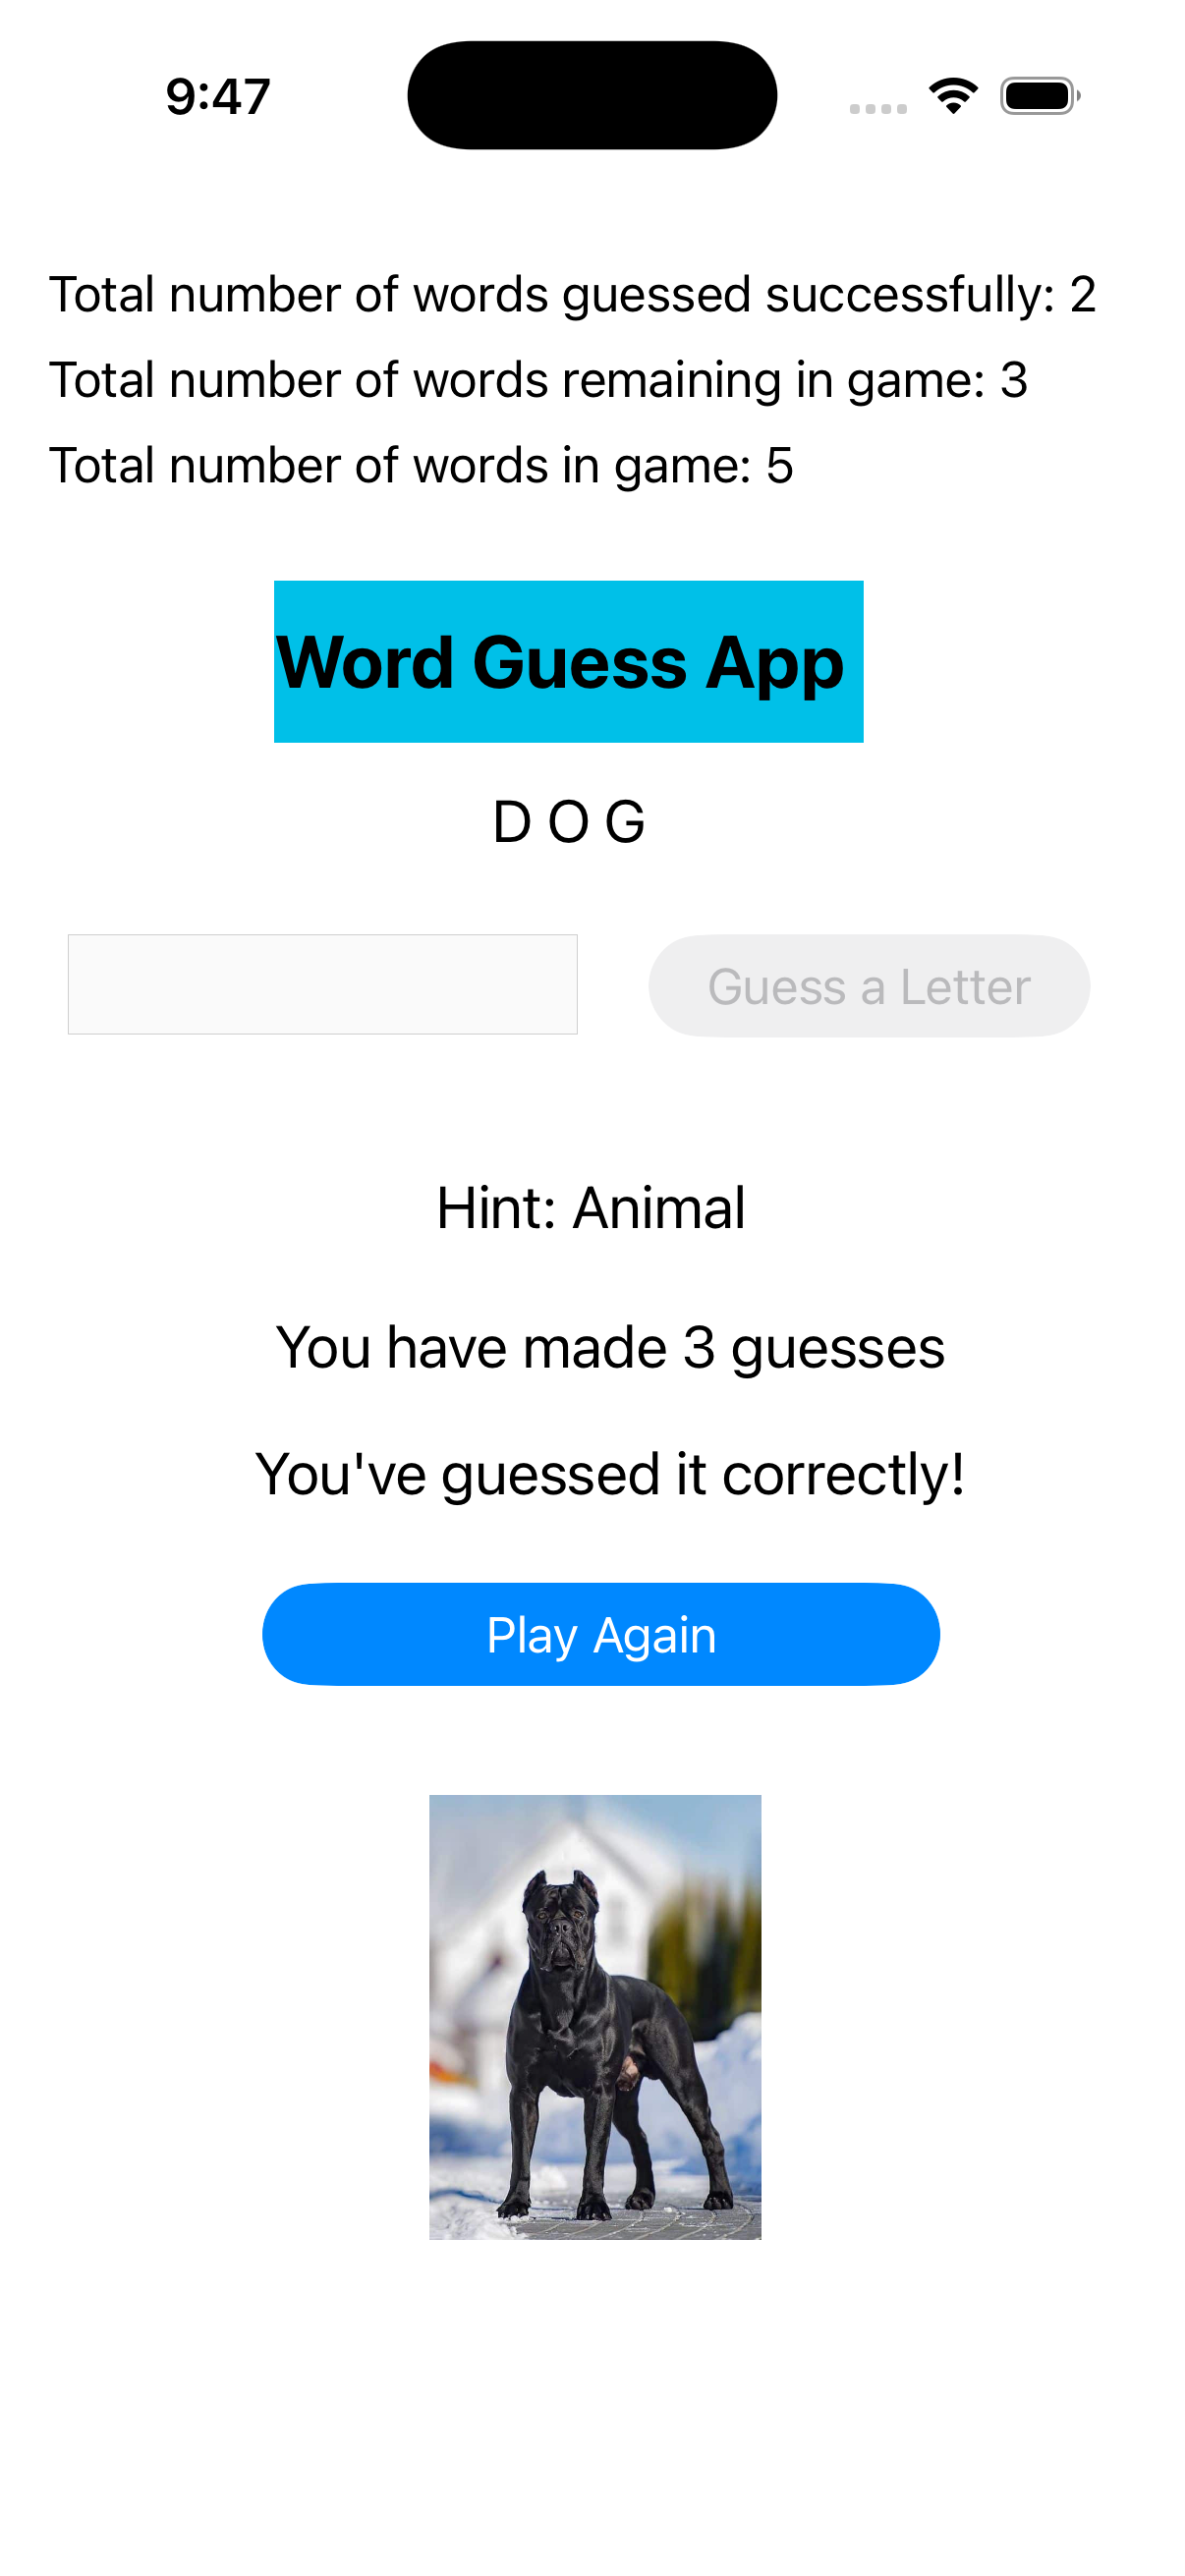 9:47
Total number of words guessed successfully: 2
Total number of words remaining in game: 3
Total number of words in game: 5
Word Guess App
D O G
Guess a Letter
Hint: Animal
You have made 3 guesses
You've guessed it correctly!
Play Again